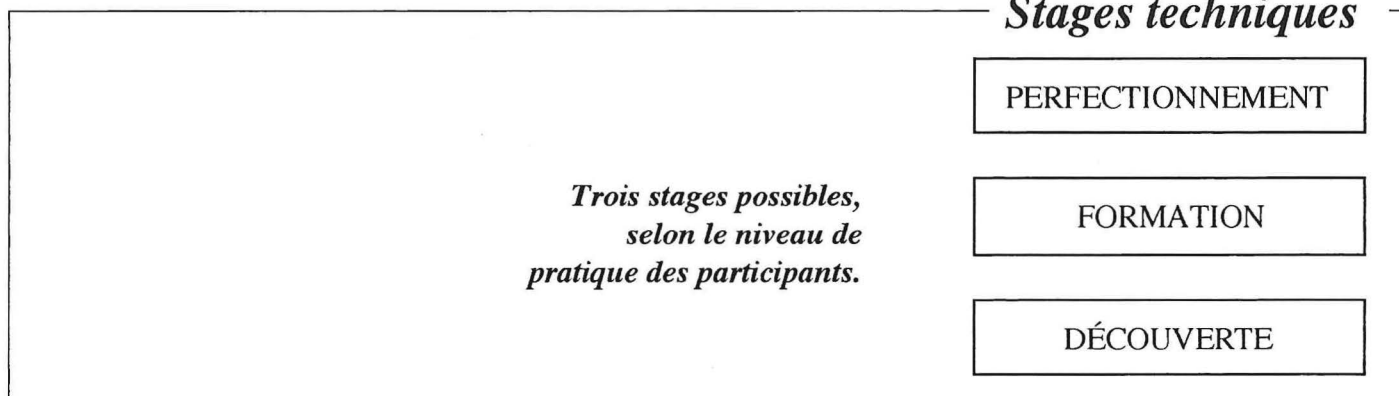 Stages techniques
PERFECTIONNEMENT
Trois stages possibles,
selon le niveau de
pratique des participants.
FORMATION
DÉCOUVERTE